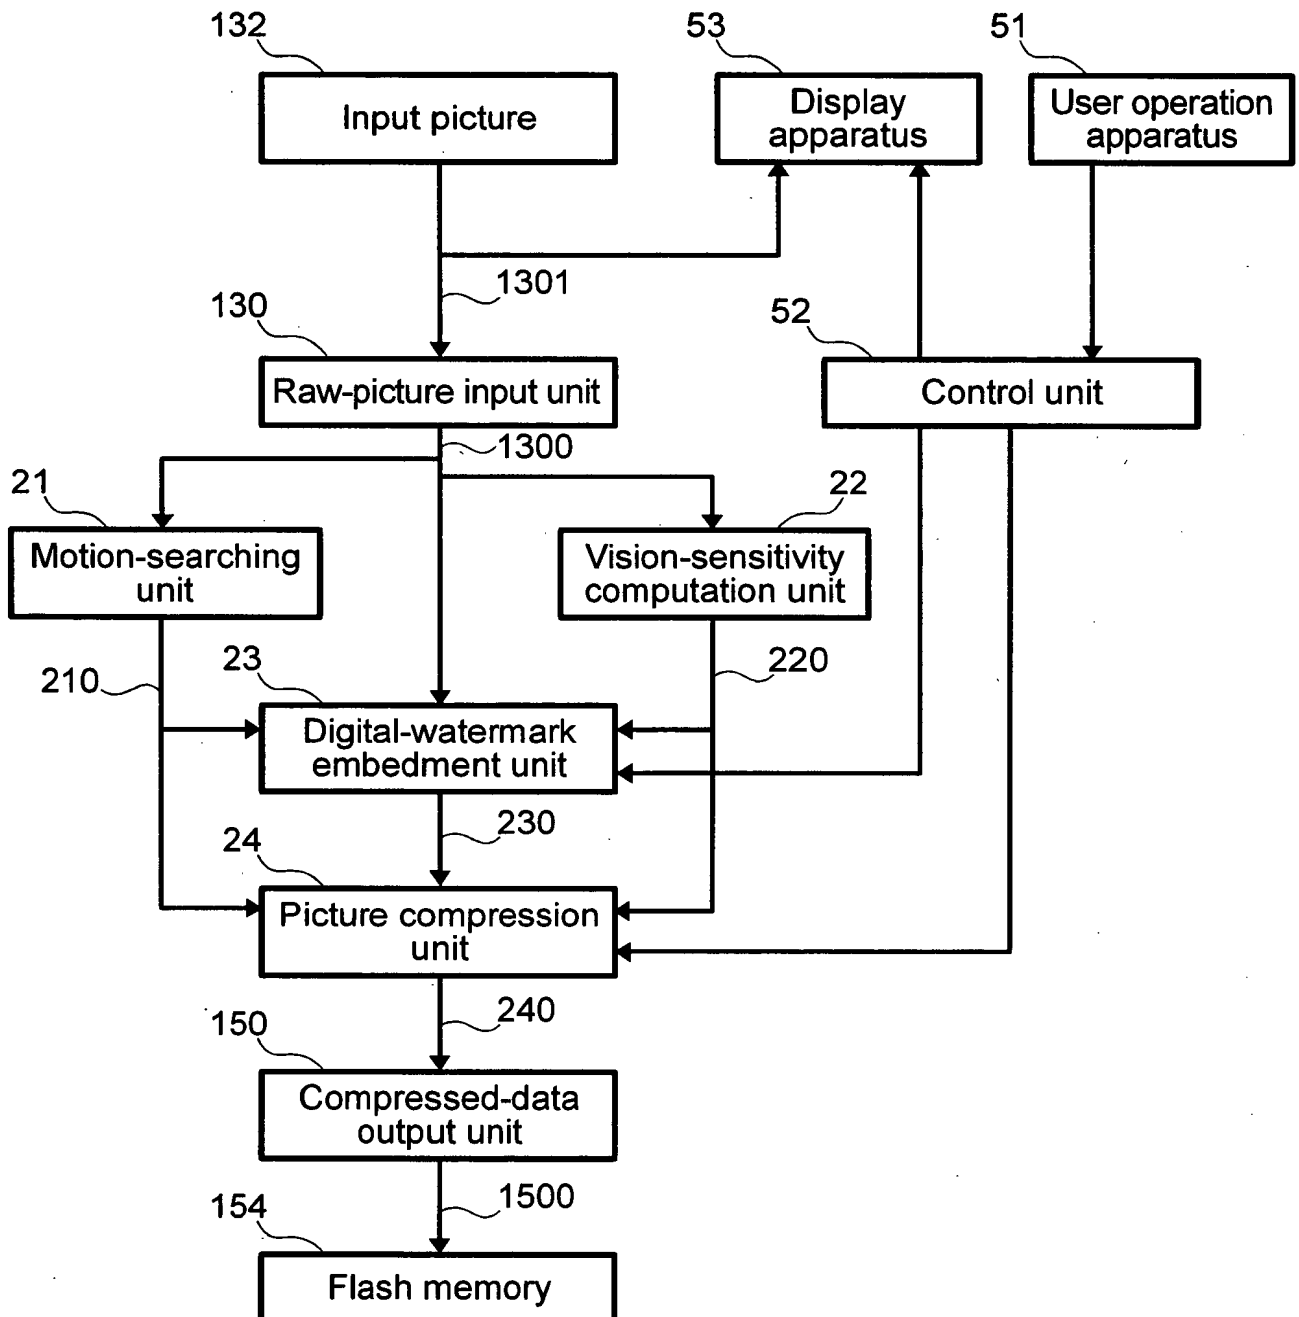 132
53
51
Input picture
Display
apparatus
User operation
apparatus
1301
130
52
Raw-picture input unit
Control unit
1300
21
22
Motion-searching
unit
Vision-sensitivity
computation unit
210
23
220
Digital-watermark
embedment unit
230
24
Picture compression
unit
240
150
Compressed-data
output unit
1500
154
Flash memory